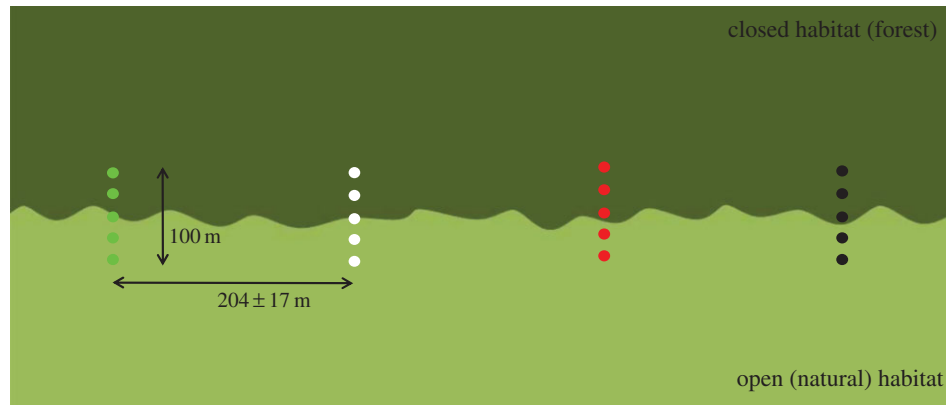 closed habitat (forest)
100 m
204 ± 17 m
open (natural) habitat